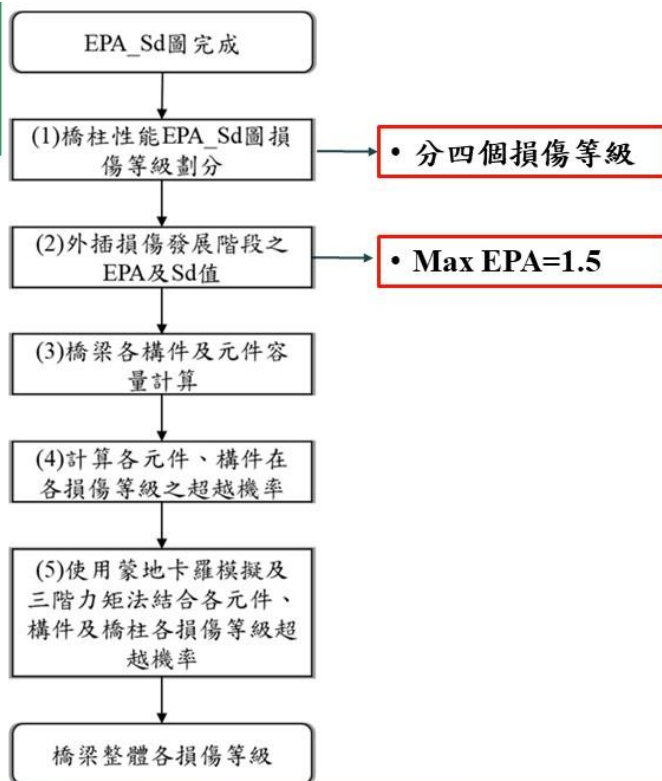 EPA_Sd圖完成
(1)橋柱性能EPA_Sd圖損
傷等級劃分
• 分四個損傷等級
(2)外插損傷發展階段之
EPA及Sd值
• Max EPA=1.5
(3)橋梁各構件及元件容
量計算
(4)計算各元件、構件在
各損傷等級之超越機率
(5)使用蒙地卡羅模擬及
三階力矩法結合各元件、
構件及橋柱各損傷等級超
越機率
橋梁整體各損傷等級